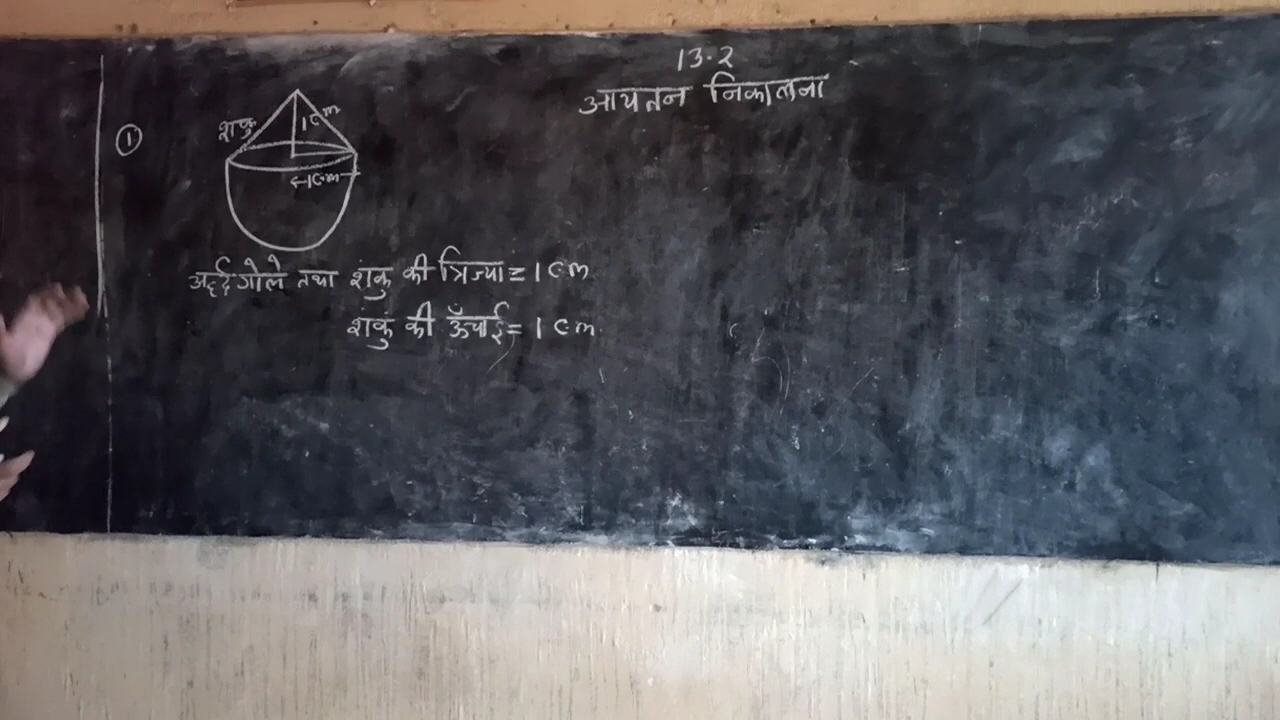 13.2
आयतन निकालना
①
शंकु
1cm
←1cm→
अर्द्धगोले तथा शंकु की त्रिज्या = 1cm
शंकु की ऊँचाई = 1cm.